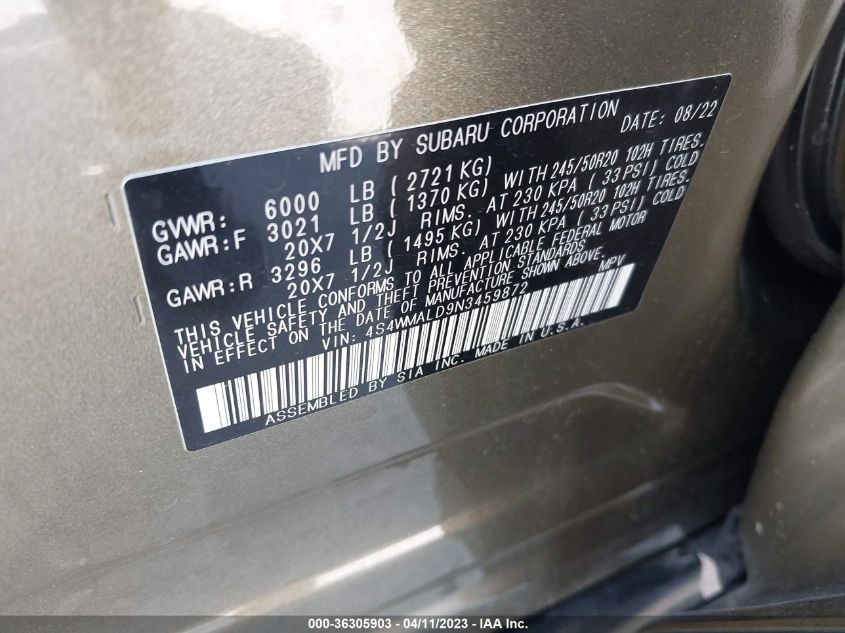 MFD BY SUBARU CORPORATION DATE: 08/22
GVWR: 6000 LB ( 2721 KG)
GAWR:F 3021 LB ( 1370 KG) WITH 245/50R20 102H TIRES.
20X7 1/2J RIMS. AT 230 KPA ( 33 PSI) COLD
GAWR:R 3296 LB ( 1495 KG) WITH 245/50R20 102H TIRES.
20X7 1/2J RIMS. AT 230 KPA ( 33 PSI) COLD
THIS VEHICLE CONFORMS TO ALL APPLICABLE FEDERAL MOTOR
VEHICLE SAFETY AND THEFT PREVENTION STANDARDS
IN EFFECT ON THE DATE OF MANUFACTURE SHOWN ABOVE.
VIN: 4S4WMALD9N3459872 MPV
ASSEMBLED BY SIA INC. MADE IN U.S.A.
000-36305903 - 04/11/2023 - IAA Inc.